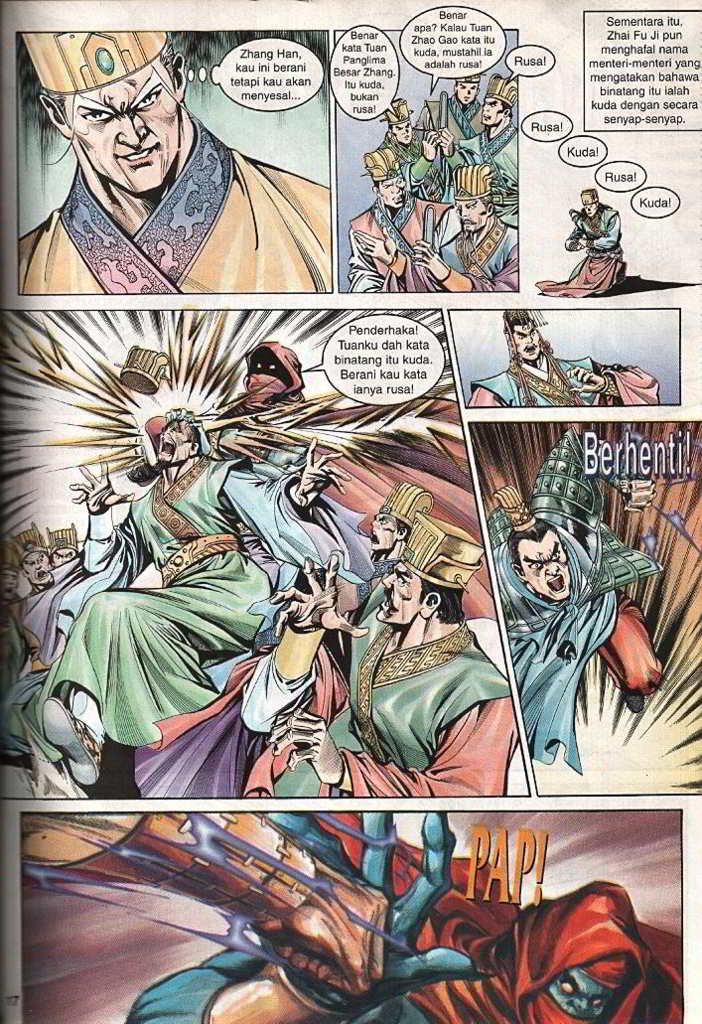 Zhang Han,
kau ini berani
tetapi kau akan
menyesal...
Benar
kata Tuan
Panglima
Besar Zhang.
Itu kuda,
bukan
rusa!
Benar
apa? Kalau Tuan
Zhao Gao kata itu
kuda, mustahil ia
adalah rusa!
Rusa!
Sementara itu,
Zhai Fu Ji pun
menghafal nama
menteri-menteri yang
mengatakan bahawa
binatang itu ialah
kuda dengan secara
senyap-senyap.
Rusa!
Kuda!
Rusa!
Kuda!
Penderhaka!
Tuanku dah kata
binatang itu kuda.
Berani kau kata
ianya rusa!
Berhenti!
PAP!